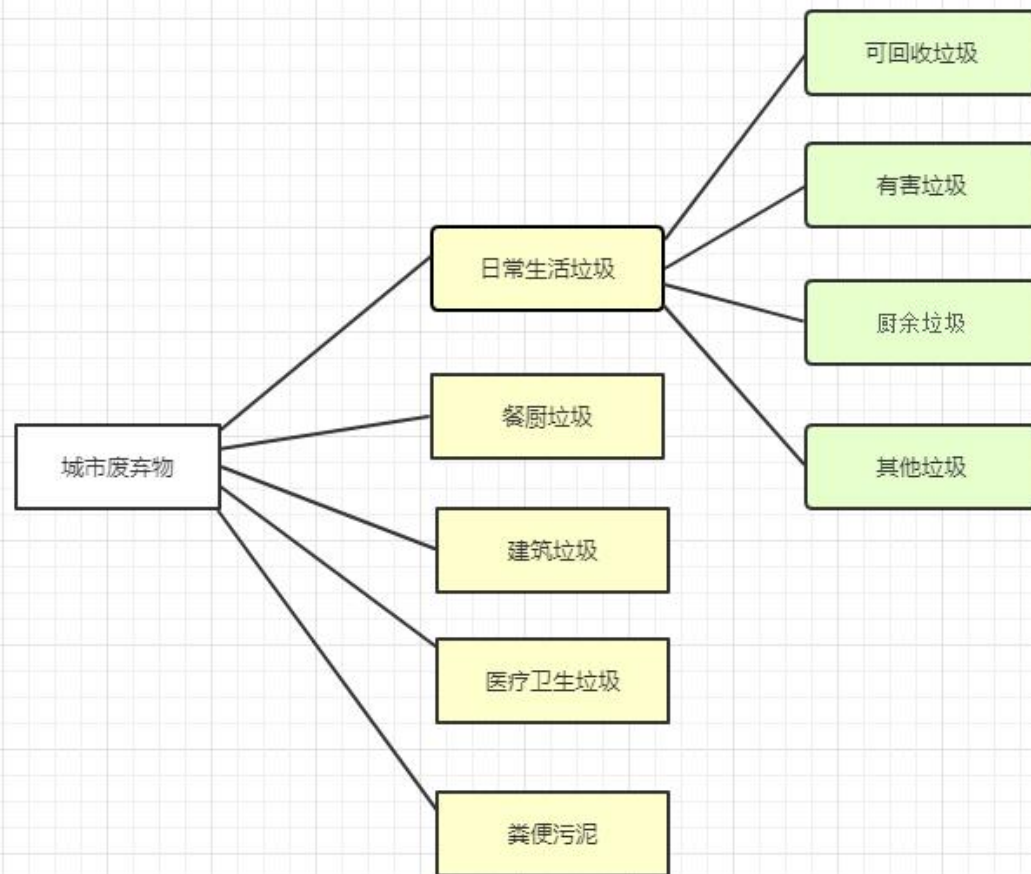 可回收垃圾
有害垃圾
日常生活垃圾
厨余垃圾
餐厨垃圾
城市废弃物
其他垃圾
建筑垃圾
医疗卫生垃圾
粪便污泥